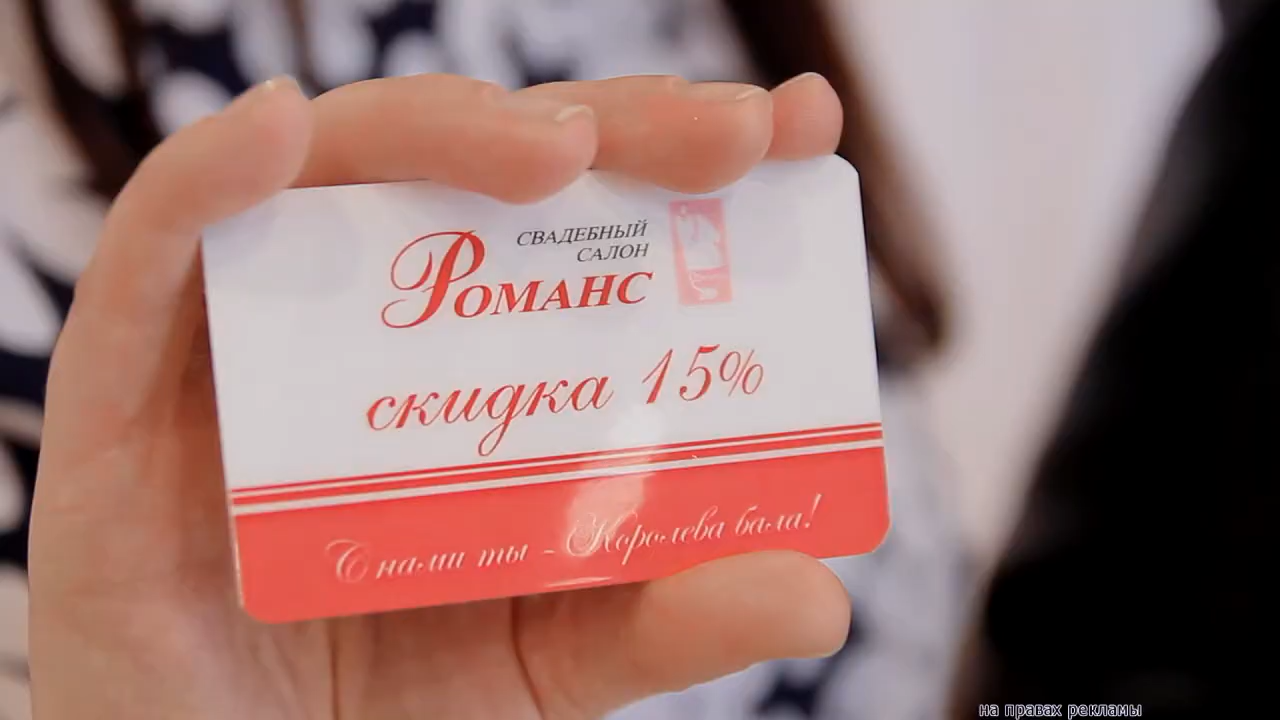 СВАДЕБНЫЙ
САЛОН
РОМАНС
скидка 15%
С нами ты - Королева бала!
на правах рекламы